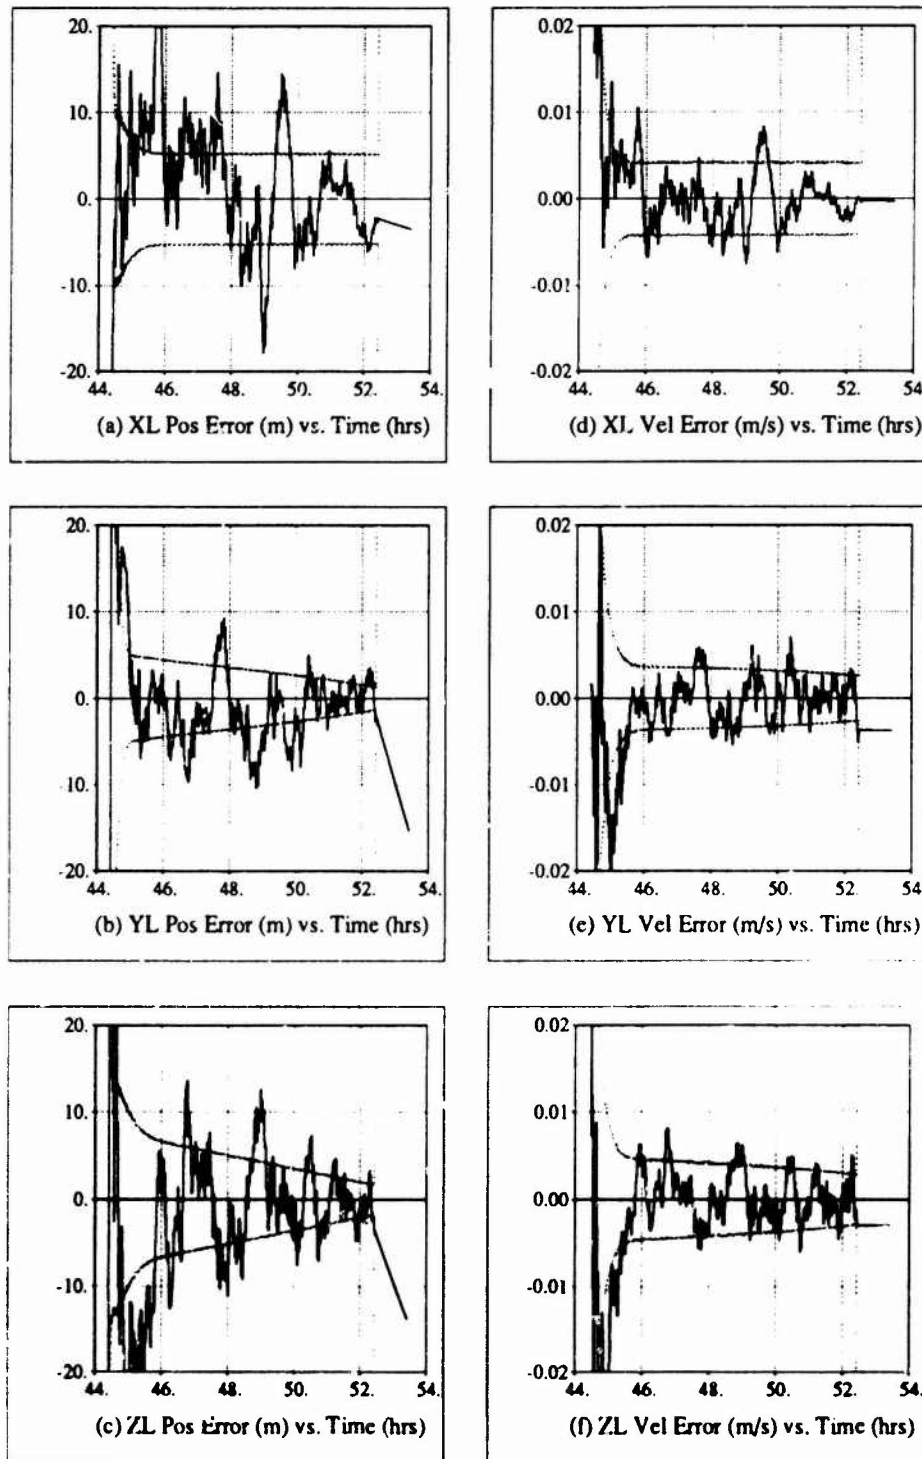 20.
10.
0.
-10.
-20.
44. 46. 48. 50. 52. 54.
(a) XL Pos Error (m) vs. Time (hrs)
0.02
0.01
0.00
-0.01
-0.02
44. 46. 48. 50. 52. 54.
(d) XL Vel Error (m/s) vs. Time (hrs)
20.
10.
0.
-10.
-20.
44. 46. 48. 50. 52. 54.
(b) YL Pos Error (m) vs. Time (hrs)
0.02
0.01
0.00
-0.01
-0.02
44. 46. 48. 50. 52. 54.
(e) YL Vel Error (m/s) vs. Time (hrs)
20.
10.
0.
-10.
-20.
44. 46. 48. 50. 52. 54.
(c) ZL Pos Error (m) vs. Time (hrs)
0.02
0.01
0.00
-0.01
-0.02
44. 46. 48. 50. 52. 54.
(f) ZL Vel Error (m/s) vs. Time (hrs)